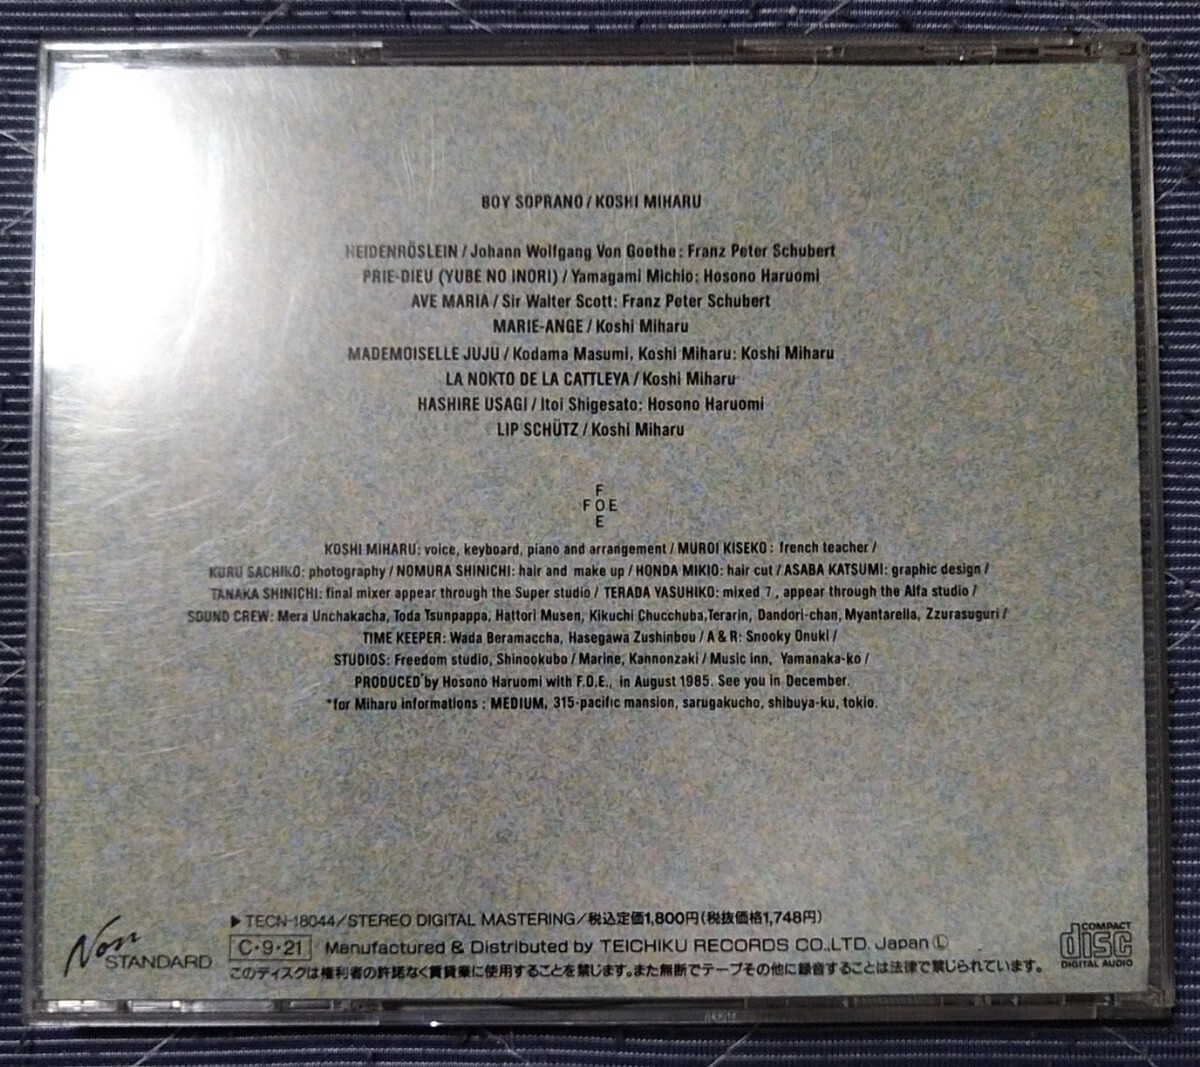 BOY SOPRANO / KOSHI MIHARU
HEIDENRÖSLEIN / Johann Wolfgang Von Goethe : Franz Peter Schubert
PRIE-DIEU (YUBE NO INORI) / Yamagami Michio: Hosono Haruomi
AVE MARIA / Sir Walter Scott: Franz Peter Schubert
MARIE-ANGE / Koshi Miharu
MADEMOISELLE JUJU / Kodama Masumi, Koshi Miharu: Koshi Miharu
LA NOKTO DE LA CATTLEYA / Koshi Miharu
HASHIRE USAGI / Itoi Shigesato: Hosono Haruomi
LIP SCHÜTZ / Koshi Miharu
F
FOE
E
KOSHI MIHARU: voice, keyboard, piano and arrangement / MUROI KISEKO : french teacher /
KURU SACHIKO: photography / NOMURA SHINICHI: hair and make up / HONDA MIKIO: hair cut / ASABA KATSUMI: graphic design /
TANAKA SHINICHI: final mixer appear through the Super studio / TERADA YASUHIKO: mixed 7 , appear through the Alfa studio /
SOUND CREW: Mera Unchakacha, Toda Tsunpappa, Hattori Musen, Kikuchi Chucchuba,Terarin, Dandori-chan, Myantarella, Zzurasuguri /
TIME KEEPER: Wada Beramaccha, Hasegawa Zushinbou / A & R: Snooky Onuki /
STUDIOS: Freedom studio, Shinookubo / Marine, Kannonzaki / Music inn, Yamanaka-ko /
PRODUCED by Hosono Haruomi with F.O.E., in August 1985. See you in December.
*for Miharu informations : MEDIUM, 315-pacific mansion, sarugakucho, shibuya-ku, tokio.
▶TECN-18044/STEREO DIGITAL MASTERING/税込定価1,800円(税抜価格1,748円)
Non STANDARD
C・9・21 Manufactured & Distributed by TEICHIKU RECORDS CO.,LTD. Japan Ⓛ
このディスクは権利者の許諾なく賃貸業に使用することを禁じます。また無断でテープその他に録音することは法律で禁じられています。
COMPACT
disc
DIGITAL AUDIO